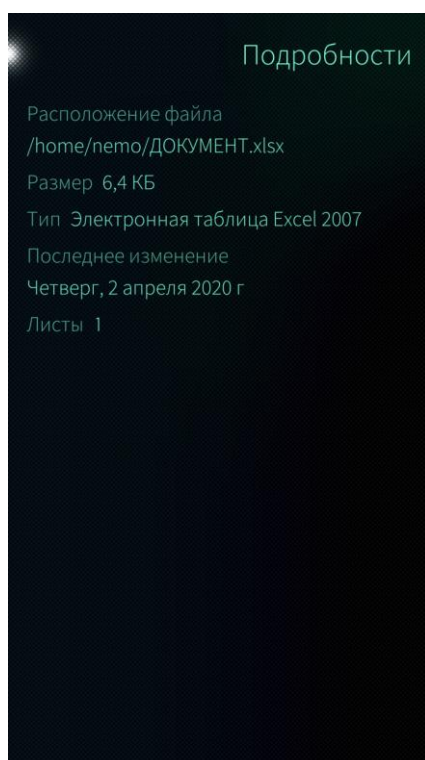 Подробности
Расположение файла
/home/nemo/ДОКУМЕНТ.xlsx
Размер 6,4 КБ
Тип Электронная таблица Excel 2007
Последнее изменение
Четверг, 2 апреля 2020 г
Листы 1